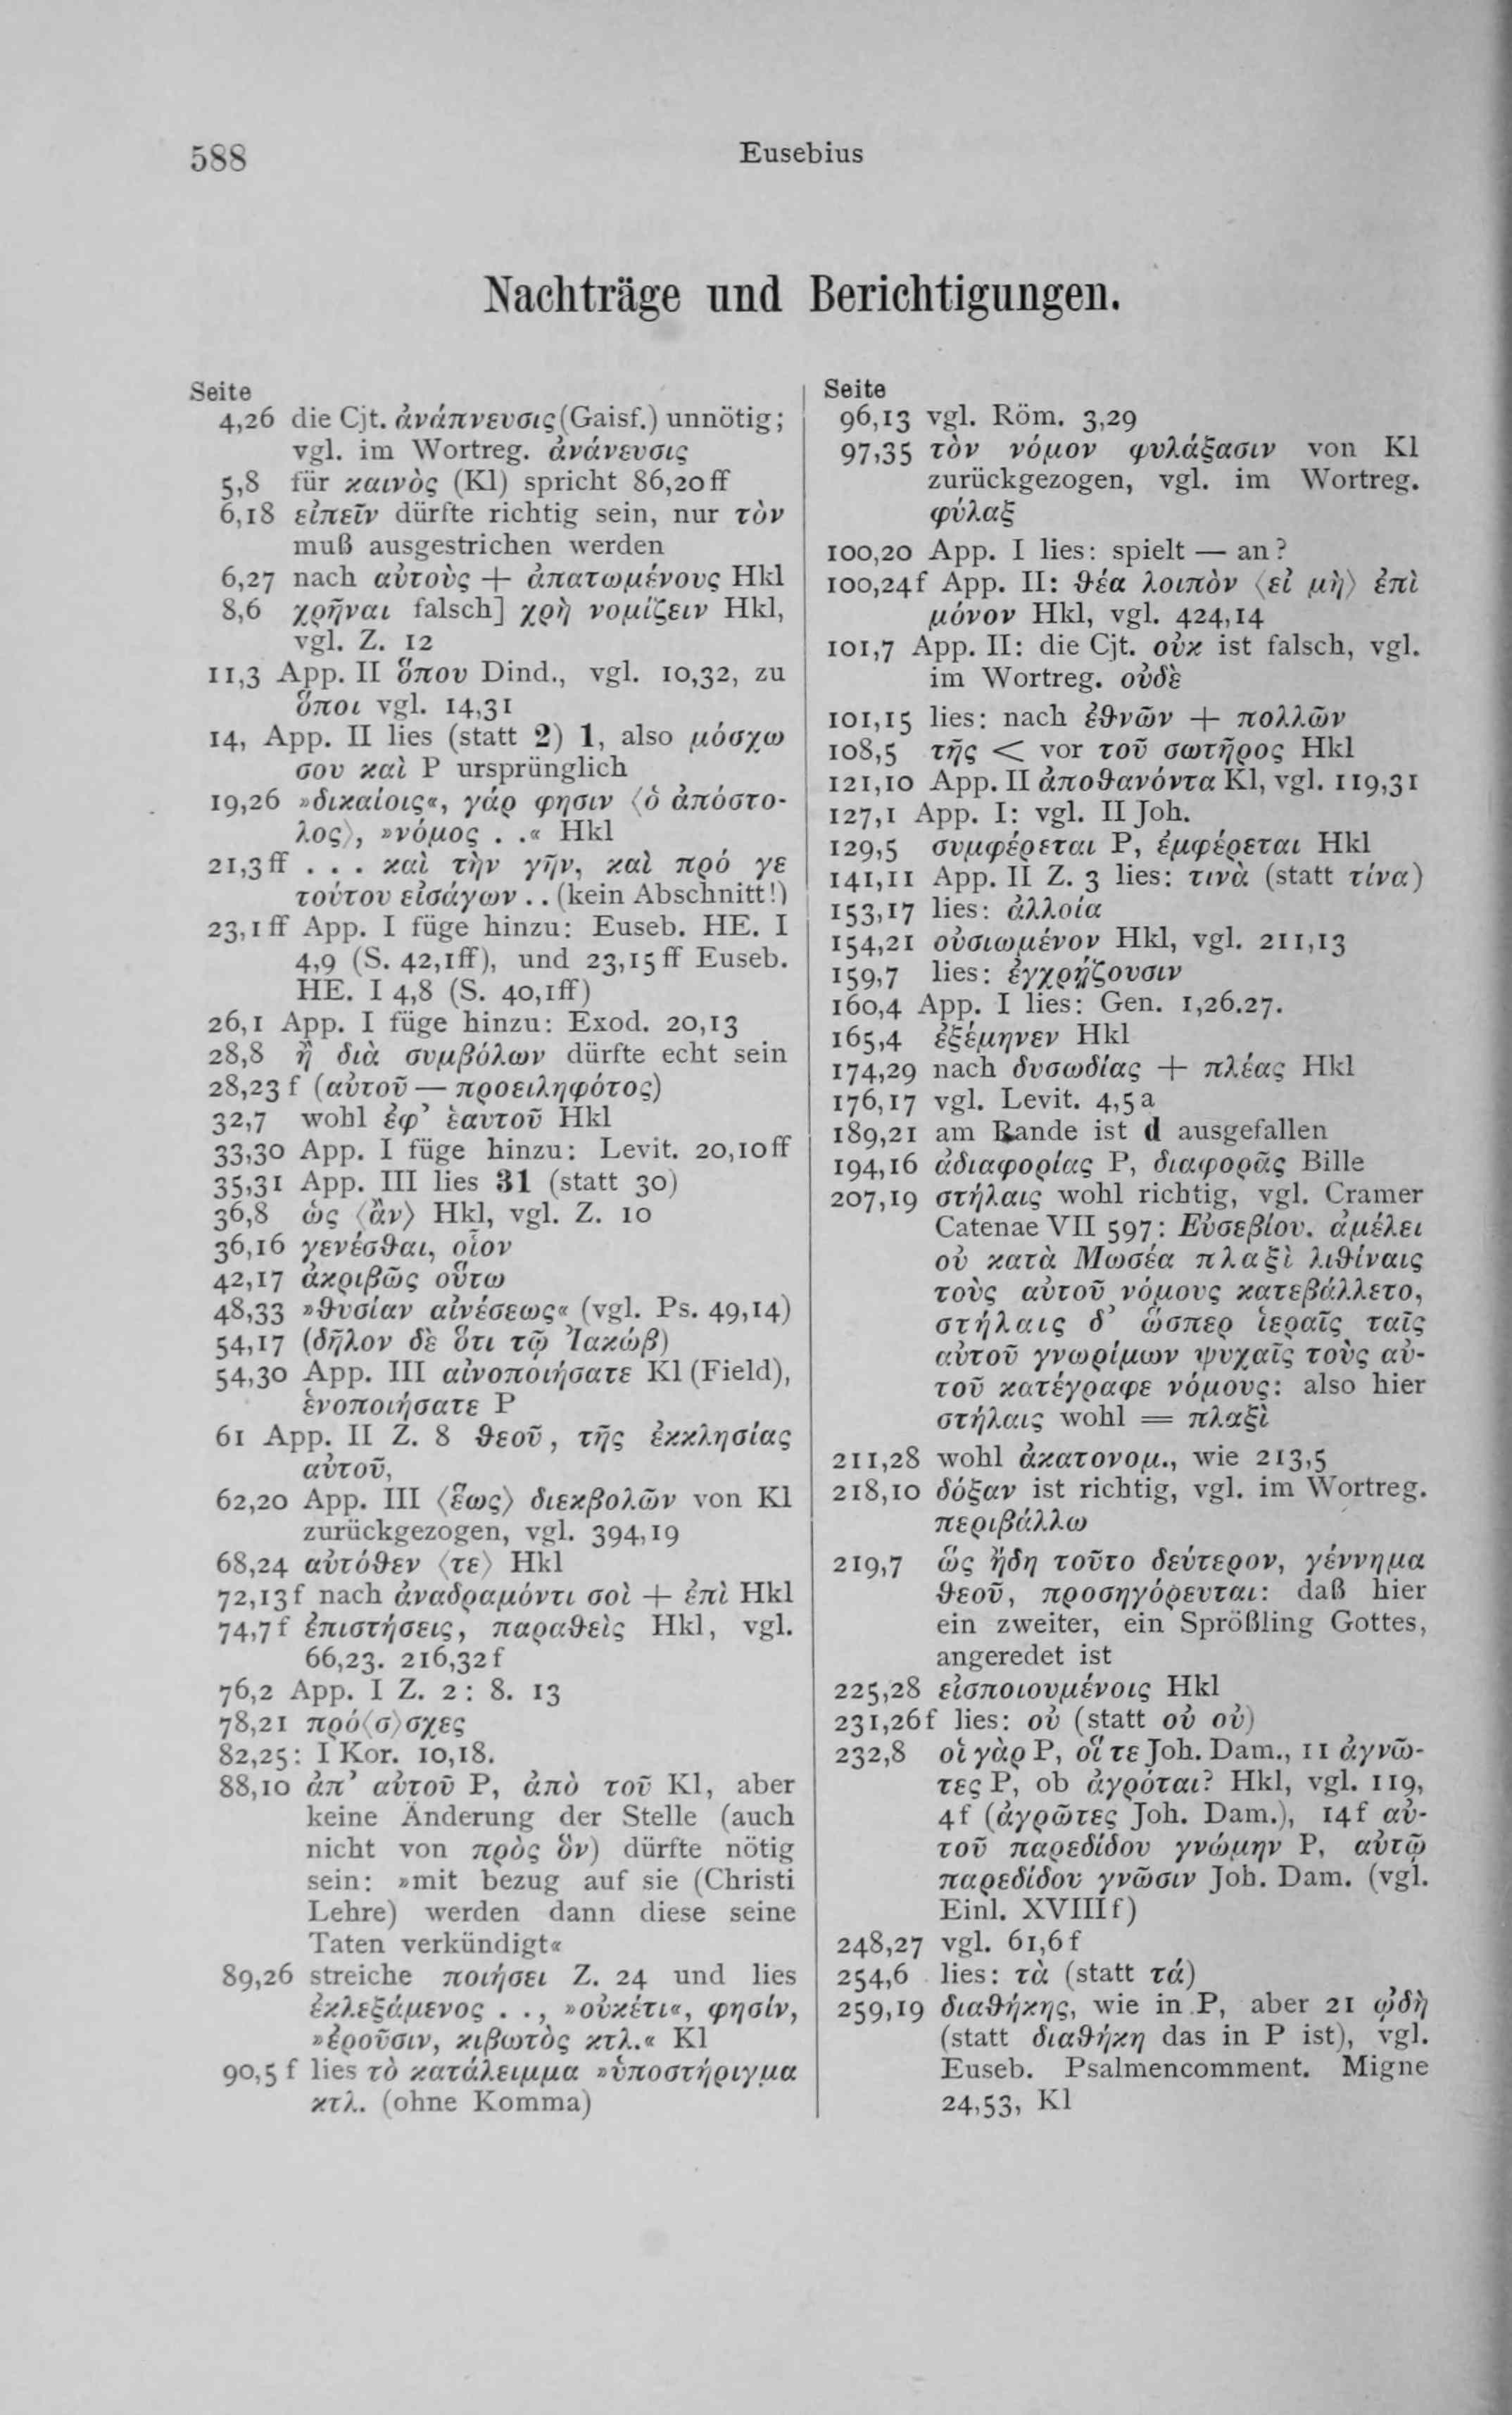 588
Eusebius
Nachträge und Berichtigungen.
Seite
4,26 die Cjt. ἀνάπνευσις (Gaisf.) unnötig;
vgl. im Wortreg. ἀνάνευσις
5,8 für καινὸς (Kl) spricht 86,20ff
6,18 εἰπεῖν dürfte richtig sein, nur τὸν
muß ausgestrichen werden
6,27 nach αὐτοὺς + ἀπατωμένους Hkl
8,6 χρῆναι falsch] χρὴ νομίζειν Hkl,
vgl. Z. 12
11,3 App. II ὅπου Dind., vgl. 10,32, zu
ὅποι vgl. 14,31
14, App. II lies (statt 2) 1, also μόσχω
σου καὶ P ursprünglich
19,26 »δικαίοις«, γάρ φησιν ⟨ὁ ἀπόστο-
λος⟩, »νόμος . .« Hkl
21,3ff . . . καὶ τὴν γῆν, καὶ πρό γε
τούτου εἰσάγων . . (kein Abschnitt!)
23,1ff App. I füge hinzu: Euseb. HE. I
4,9 (S. 42,1ff), und 23,15ff Euseb.
HE. I 4,8 (S. 40,1ff)
26,1 App. I füge hinzu: Exod. 20,13
28,8 ἢ διὰ συμβόλων dürfte echt sein
28,23 f (αὐτοῦ — προειληφότος)
32,7 wohl ἐφ’ ἑαυτοῦ Hkl
33,30 App. I füge hinzu: Levit. 20,10ff
35,31 App. III lies 31 (statt 30)
36,8 ὡς ⟨ἂν⟩ Hkl, vgl. Z. 10
36,16 γενέσθαι, οἷον
42,17 ἀκριβῶς οὕτω
48,33 »θυσίαν αἰνέσεως« (vgl. Ps. 49,14)
54,17 (δῆλον δὲ ὅτι τῷ Ἰακώβ)
54,30 App. III αἰνοποιήσατε Kl (Field),
ἑνοποιήσατε P
61 App. II Z. 8 θεοῦ, τῆς ἐκκλησίας
αὐτοῦ,
62,20 App. III ⟨ἕως⟩ διεκβολῶν von Kl
zurückgezogen, vgl. 394,19
68,24 αὐτόθεν ⟨τε⟩ Hkl
72,13f nach ἀναδραμόντι σοὶ + ἐπὶ Hkl
74,7f ἐπιστήσεις, παραθεὶς Hkl, vgl.
66,23. 216,32f
76,2 App. I Z. 2: 8. 13
78,21 πρό⟨σ⟩σχες
82,25: I Kor. 10,18.
88,10 ἀπ’ αὐτοῦ P, ἀπὸ τοῦ Kl, aber
keine Änderung der Stelle (auch
nicht von πρὸς ὃν) dürfte nötig
sein: »mit bezug auf sie (Christi
Lehre) werden dann diese seine
Taten verkündigt«
89,26 streiche ποιήσει Z. 24 und lies
ἐκλεξάμενος . ., »οὐκέτι«, φησίν,
»ἐροῦσιν, κιβωτὸς κτλ.« Kl
90,5 f lies τὸ κατάλειμμα »ὑποστήριγμα
κτλ. (ohne Komma)
Seite
96,13 vgl. Röm. 3,29
97,35 τὸν νόμον φυλάξασιν von Kl
zurückgezogen, vgl. im Wortreg.
φύλαξ
100,20 App. I lies: spielt — an?
100,24f App. II: θέα λοιπὸν ⟨εἰ μὴ⟩ ἐπὶ
μόνον Hkl, vgl. 424,14
101,7 App. II: die Cjt. οὐκ ist falsch, vgl.
im Wortreg. οὐδὲ
101,15 lies: nach ἐθνῶν + πολλῶν
108,5 τῆς < vor τοῦ σωτῆρος Hkl
121,10 App. II ἀποθανόντα Kl, vgl. 119,31
127,1 App. I: vgl. II Joh.
129,5 συμφέρεται P, ἐμφέρεται Hkl
141,11 App. II Z. 3 lies: τινὰ (statt τίνα)
153,17 lies: ἀλλοία
154,21 οὐσιωμένον Hkl, vgl. 211,13
159,7 lies: ἐγχρῄζουσιν
160,4 App. I lies: Gen. 1,26.27.
165,4 ἐξέμηνεν Hkl
174,29 nach δυσωδίας + πλέας Hkl
176,17 vgl. Levit. 4,5a
189,21 am Rande ist d ausgefallen
194,16 ἀδιαφορίας P, διαφορᾶς Bille
207,19 στήλαις wohl richtig, vgl. Cramer
Catenae VII 597: Εὐσεβίου. ἀμέλει
οὐ κατὰ Μωσέα πλαξὶ λιθίναις
τοὺς αὐτοῦ νόμους κατεβάλλετο,
στήλαις δ’ ὥσπερ ἱεραῖς ταῖς
αὐτοῦ γνωρίμων ψυχαῖς τοὺς αὐ-
τοῦ κατέγραφε νόμους: also hier
στήλαις wohl = πλαξὶ
211,28 wohl ἀκατονομ., wie 213,5
218,10 δόξαν ist richtig, vgl. im Wortreg.
περιβάλλω
219,7 ὥς ἤδη τοῦτο δεύτερον, γέννημα
θεοῦ, προσηγόρευται: daß hier
ein zweiter, ein Sprößling Gottes,
angeredet ist
225,28 εἰσποιουμένοις Hkl
231,26f lies: οὐ (statt οὐ οὐ)
232,8 οἱ γὰρ P, οἵ τε Joh. Dam., 11 ἀγνῶ-
τες P, ob ἀγρόται? Hkl, vgl. 119,
4f (ἀγρῶτες Joh. Dam.), 14f αὐ-
τοῦ παρεδίδου γνώμην P, αὐτῷ
παρεδίδου γνῶσιν Joh. Dam. (vgl.
Einl. XVIIIf)
248,27 vgl. 61,6f
254,6 lies: τὰ (statt τά)
259,19 διαθήκης, wie in P, aber 21 ᾠδὴ
(statt διαθήκη das in P ist), vgl.
Euseb. Psalmencomment. Migne
24,53, Kl